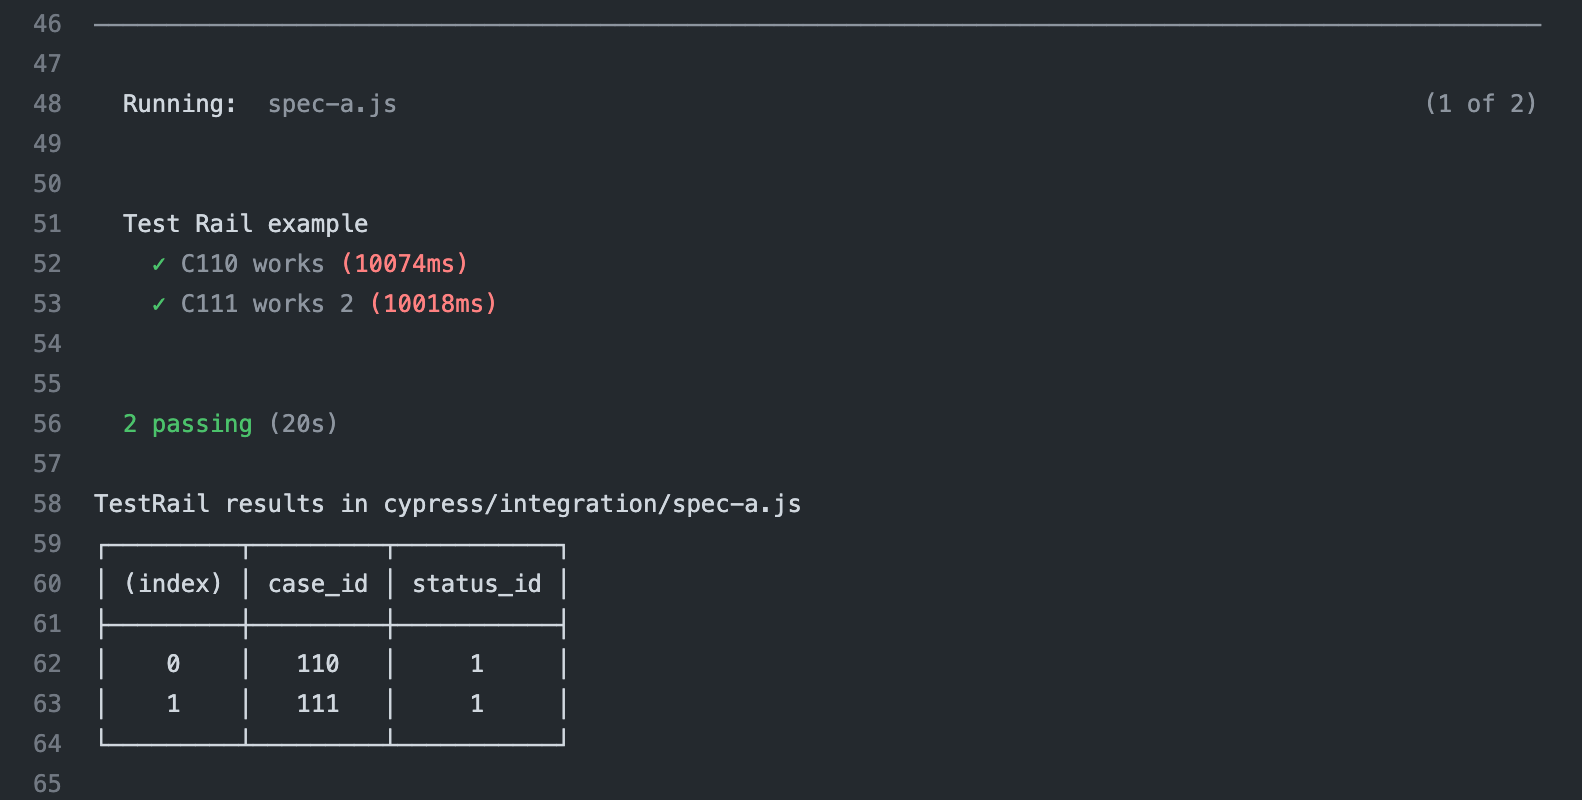 46 ────────────────────────────────────────────────────────────────────────────────────────────────────
47
48   Running:  spec-a.js                                                                       (1 of 2)
49
50
51   Test Rail example
52     ✓ C110 works (10074ms)
53     ✓ C111 works 2 (10018ms)
54
55
56   2 passing (20s)
57
58 TestRail results in cypress/integration/spec-a.js
59 ┌─────────┬─────────┬───────────┐
60 │ (index) │ case_id │ status_id │
61 ├─────────┼─────────┼───────────┤
62 │    0    │   110   │     1     │
63 │    1    │   111   │     1     │
64 └─────────┴─────────┴───────────┘
65